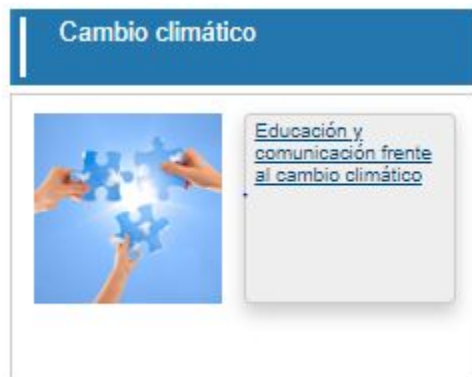 Cambio climático
Educación y
comunicación frente
al cambio climático